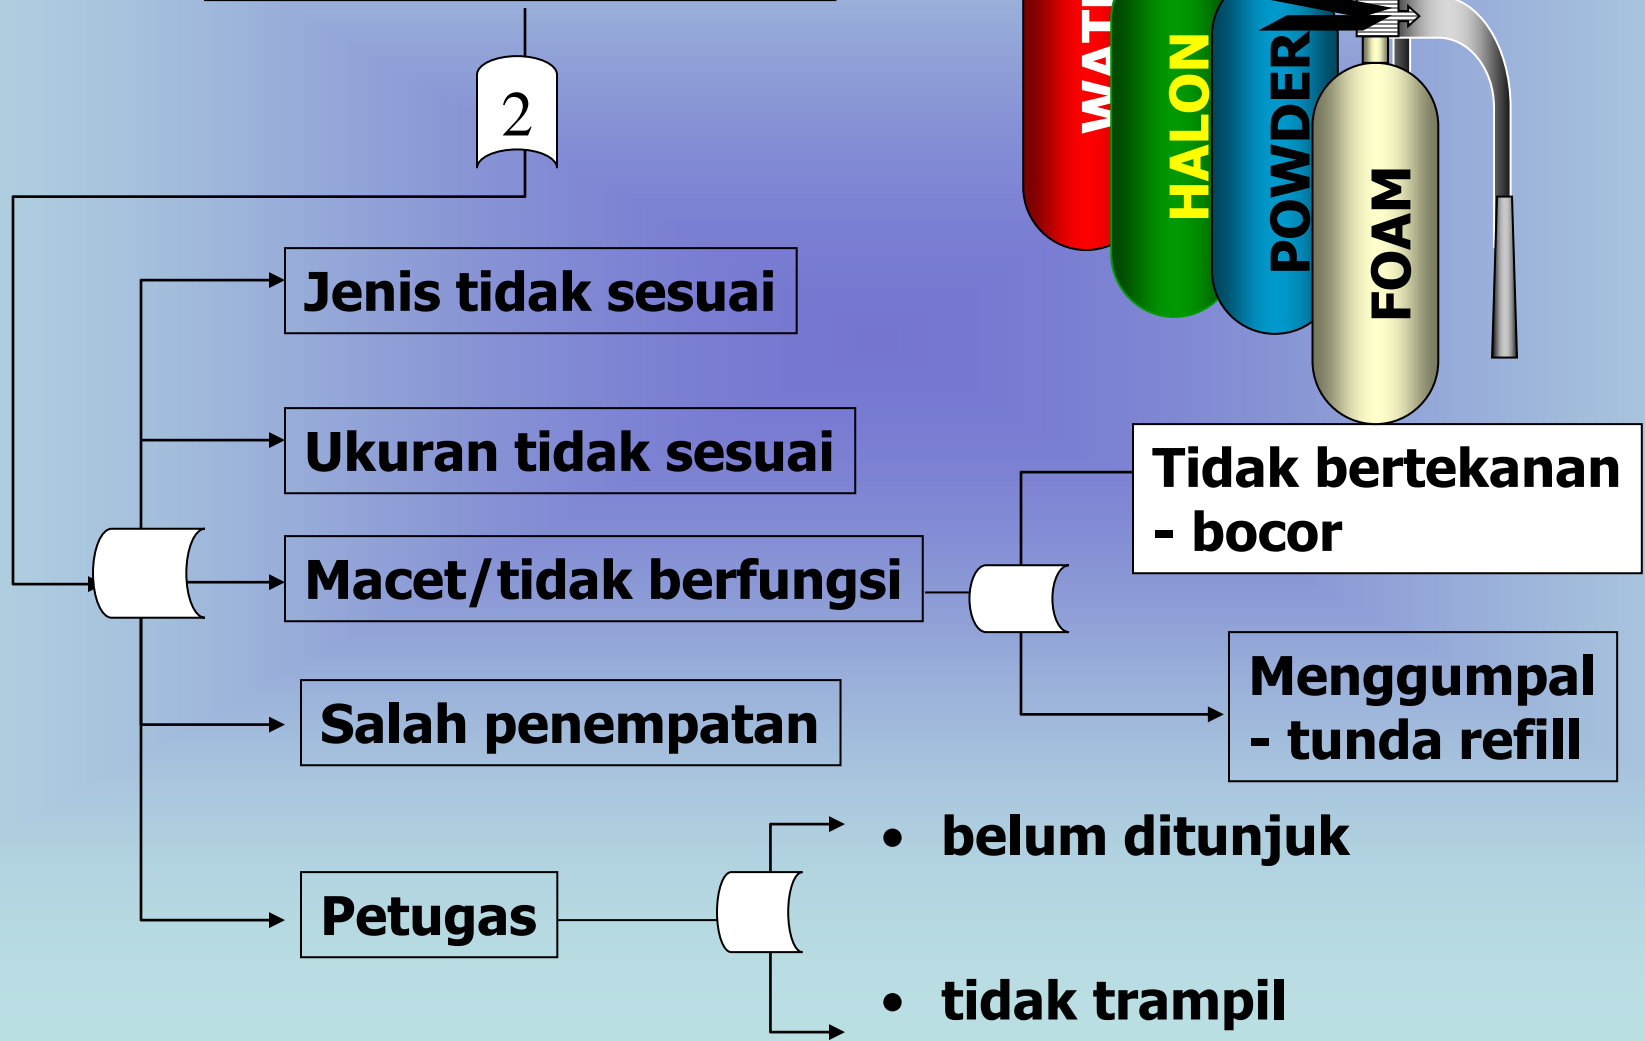 HALON
POWDER
FOAM
2
Jenis tidak sesuai
Ukuran tidak sesuai
Macet/tidak berfungsi
Tidak bertekanan
- bocor
Menggumpal
- tunda refill
Salah penempatan
Petugas
• belum ditunjuk
• tidak trampil